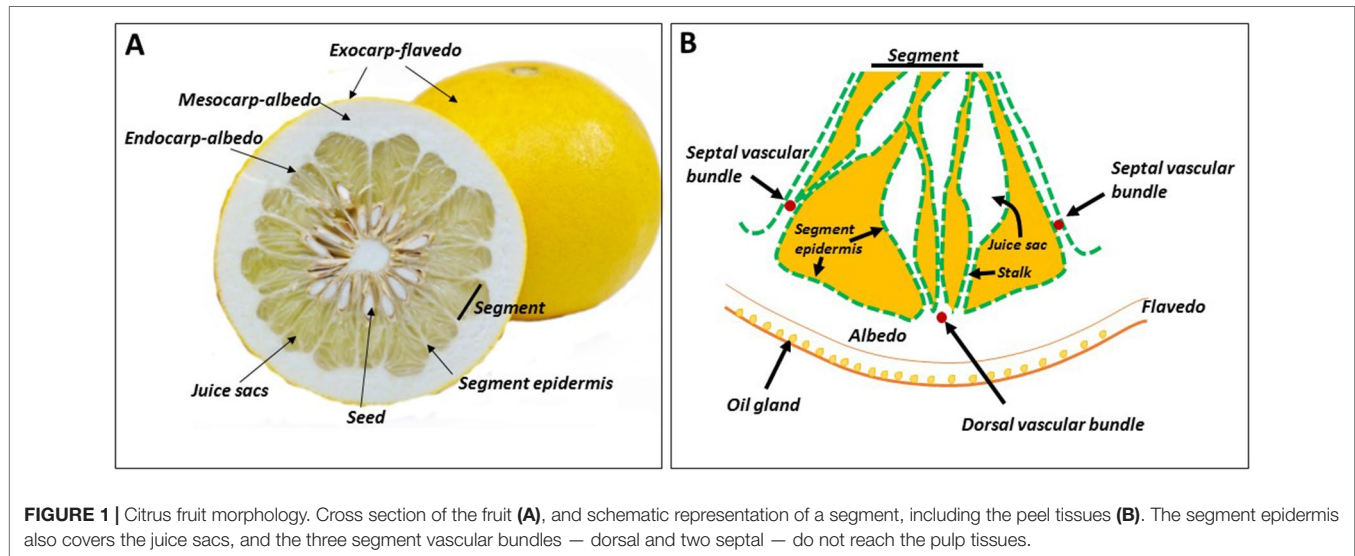 A
Exocarp-flavedo
Mesocarp-albedo
Endocarp-albedo
Segment
Segment epidermis
Juice sacs
Seed
B
Segment
Septal vascular
bundle
Septal vascular
bundle
Segment
epidermis
Juice sac
Stalk
Flavedo
Albedo
Oil gland
Dorsal vascular bundle
FIGURE 1 | Citrus fruit morphology. Cross section of the fruit (A), and schematic representation of a segment, including the peel tissues (B). The segment epidermis
also covers the juice sacs, and the three segment vascular bundles — dorsal and two septal — do not reach the pulp tissues.